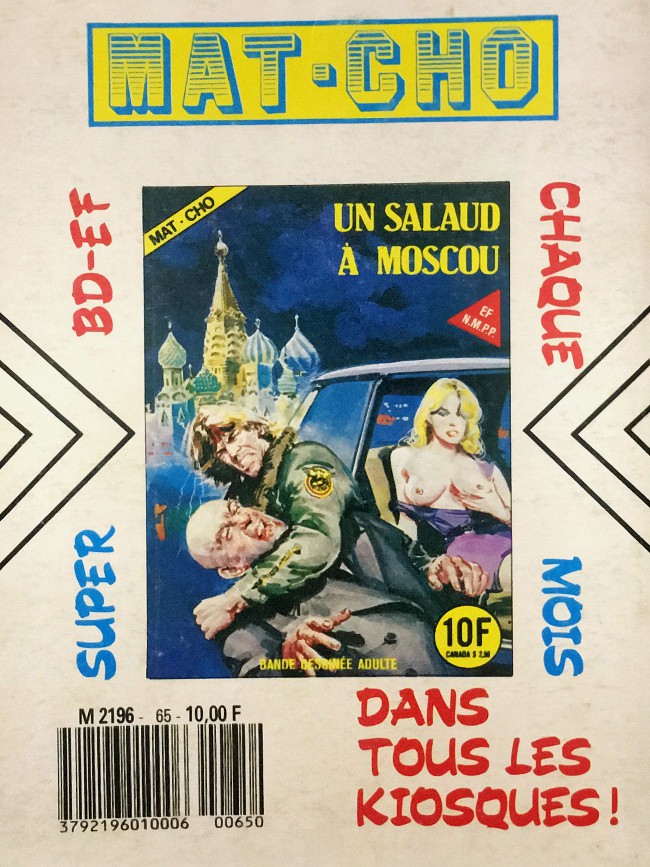 MAT-CHO
BD-EF
CHAQUE
MAT-CHO
UN SALAUD
À MOSCOU
EF
N.M.P.P.
10F
CANADA $ 2,50
BANDE DESSINÉE ADULTE
SUPER
MOIS
M 2196 - 65 - 10,00 F
3792196010006 00650
DANS
TOUS LES
KIOSQUES!